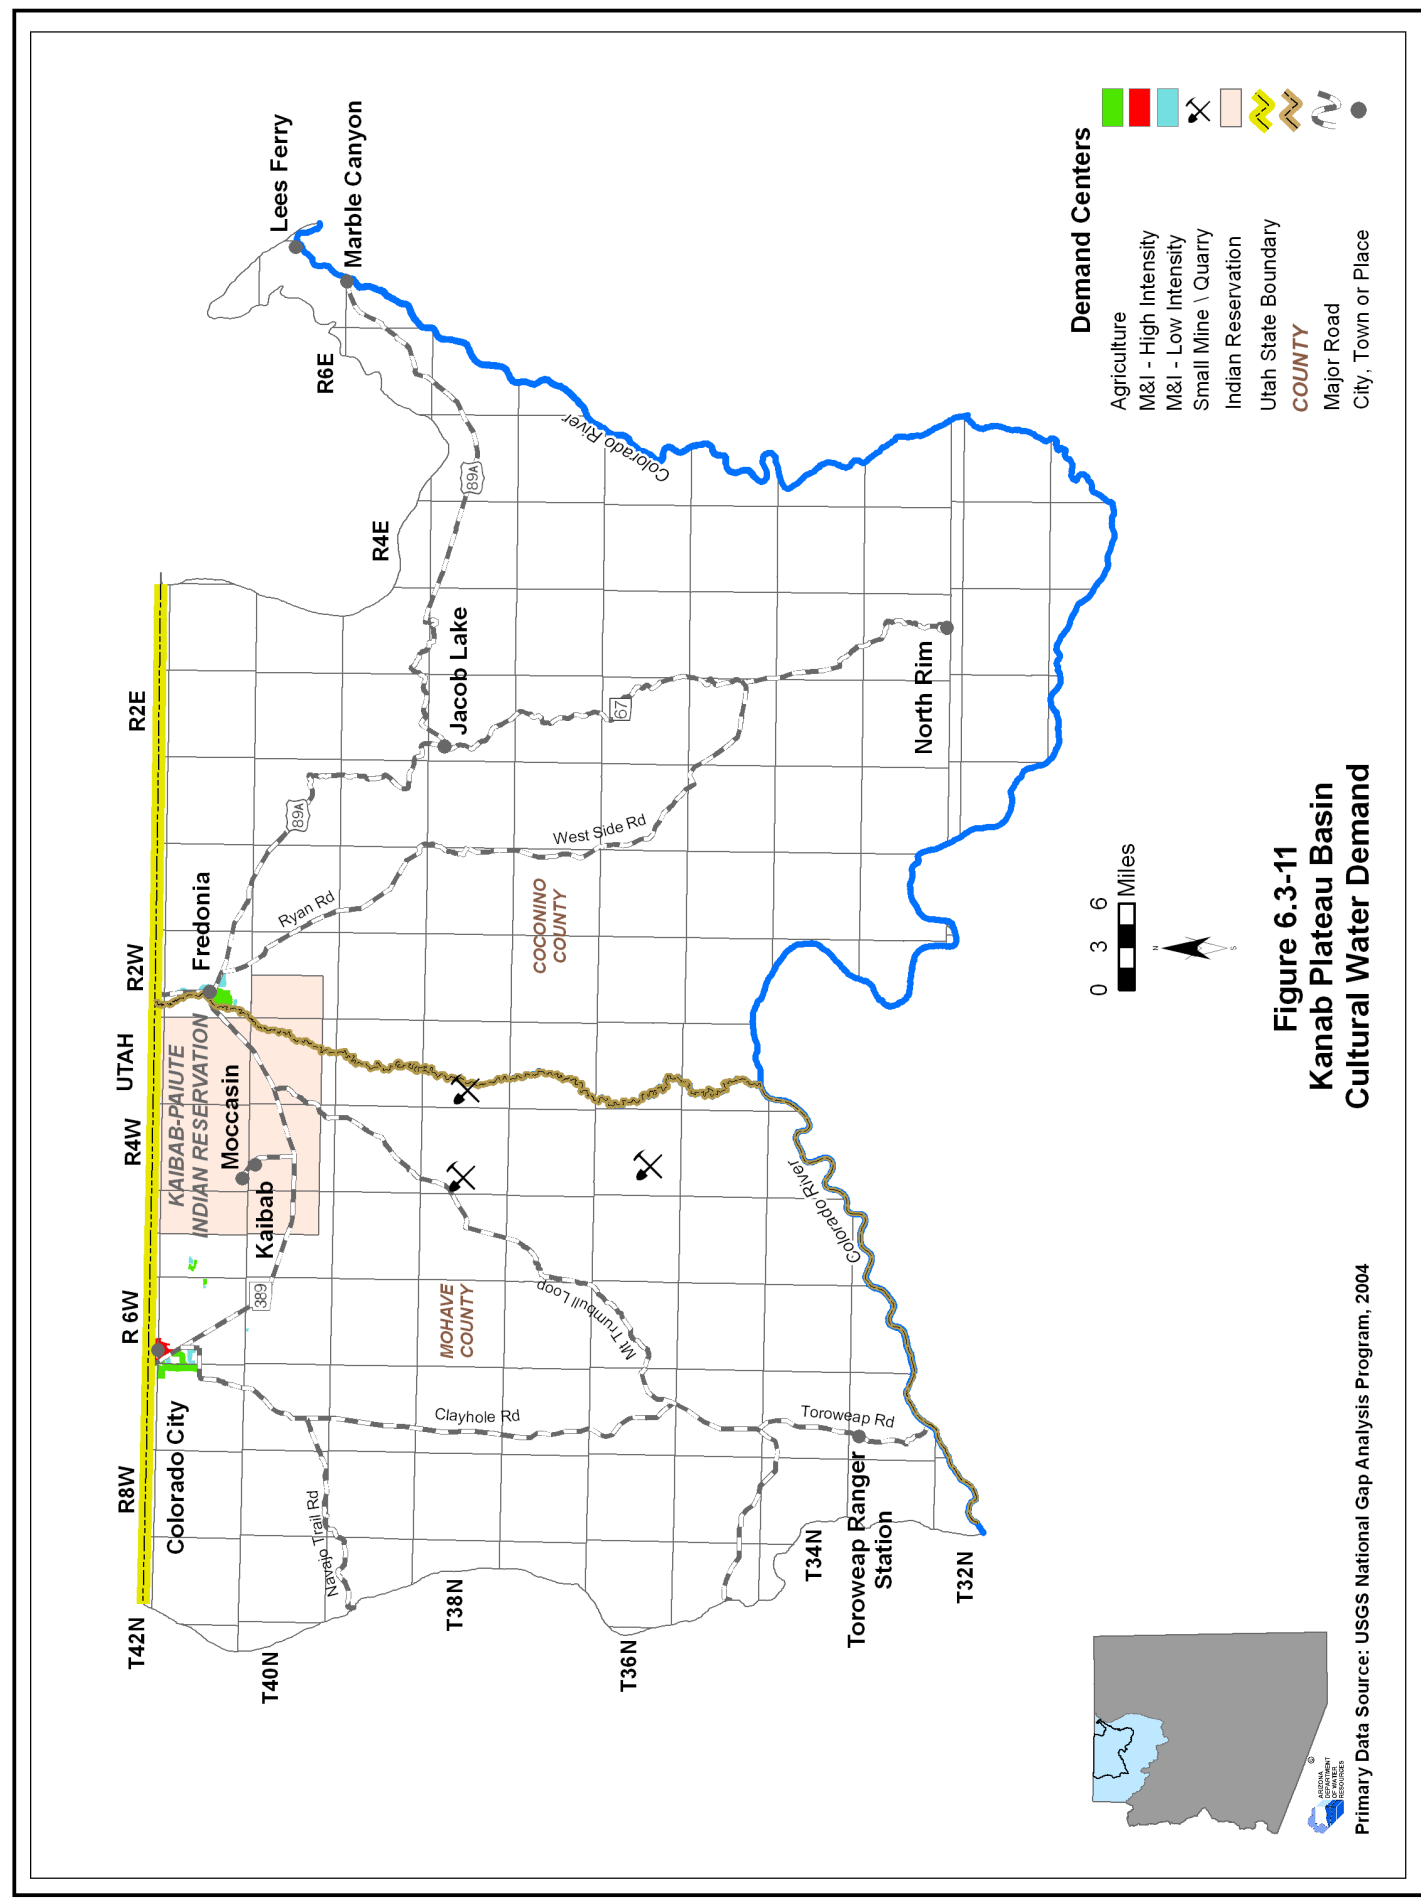 Lees Ferry
Marble Canyon
R6E
R4E
R2E
R2W
UTAH
R4W
R 6W
R8W
T42N
T40N
T38N
T36N
T34N
T32N
89A
Colorado River
Jacob Lake
67
North Rim
89A
Fredonia
Ryan Rd
West Side Rd
COCONINO
COUNTY
KAIBAB-PAIUTE
INDIAN RESERVATION
Moccasin
Kaibab
389
Colorado City
MOHAVE
COUNTY
Mt Trumbull Loop
Clayhole Rd
Navajo Trail Rd
Toroweap Rd
Toroweap Ranger
Station
Colorado River
Demand Centers
Agriculture
M&I - High Intensity
M&I - Low Intensity
Small Mine \ Quarry
Indian Reservation
Utah State Boundary
COUNTY
Major Road
City, Town or Place
0 3 6
Miles
N
S
Figure 6.3-11
Kanab Plateau Basin
Cultural Water Demand
©
ARIZONA
DEPARTMENT
OF WATER
RESOURCES
Primary Data Source: USGS National Gap Analysis Program, 2004